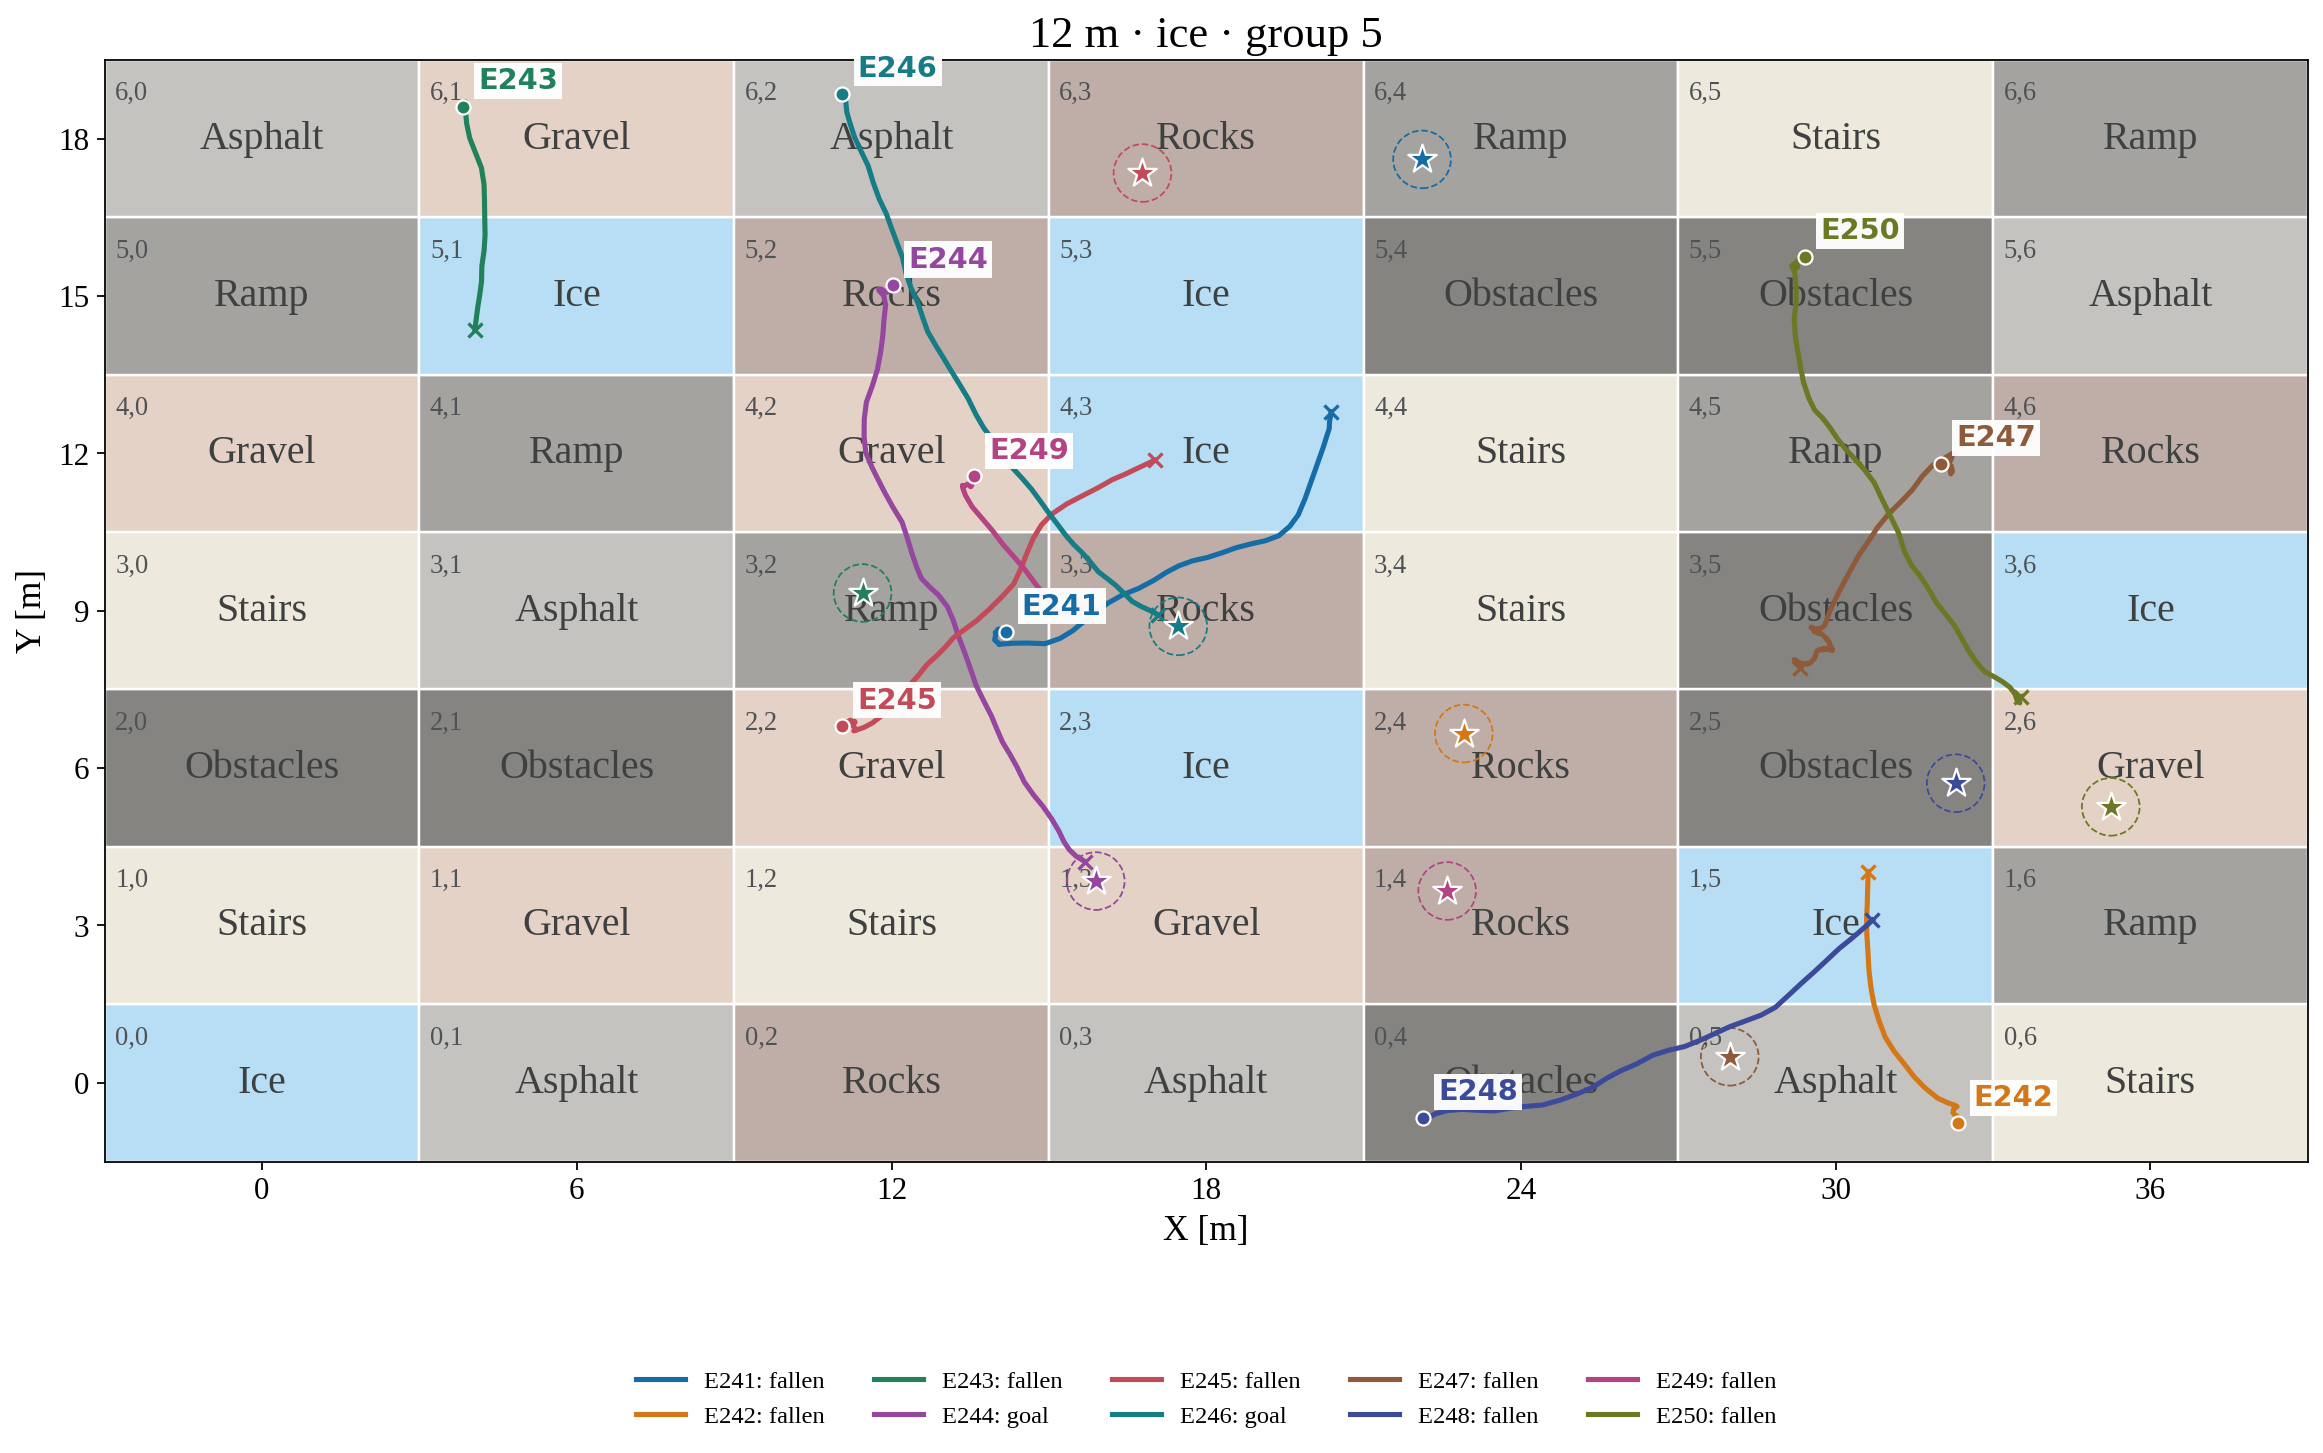 12 m · ice · group 5
6,0 Asphalt
6,1 Gravel
6,2 Asphalt
6,3 Rocks
6,4 Ramp
6,5 Stairs
6,6 Ramp
5,0 Ramp
5,1 Ice
5,2 Rocks
5,3 Ice
5,4 Obstacles
5,5 Obstacles
5,6 Asphalt
4,0 Gravel
4,1 Ramp
4,2 Gravel
4,3 Ice
4,4 Stairs
4,5 Ramp
4,6 Rocks
3,0 Stairs
3,1 Asphalt
3,2 Ramp
3,3 Rocks
3,4 Stairs
3,5 Obstacles
3,6 Ice
2,0 Obstacles
2,1 Obstacles
2,2 Gravel
2,3 Ice
2,4 Rocks
2,5 Obstacles
2,6 Gravel
1,0 Stairs
1,1 Gravel
1,2 Stairs
1,3 Gravel
1,4 Rocks
1,5 Ice
1,6 Ramp
0,0 Ice
0,1 Asphalt
0,2 Rocks
0,3 Asphalt
0,4 Obstacles
0,5 Asphalt
0,6 Stairs
E243
E246
E244
E250
E249
E247
E241
E245
E248
E242
18
15
12
9
6
3
0
Y [m]
0 6 12 18 24 30 36
X [m]
E241: fallen E243: fallen E245: fallen E247: fallen E249: fallen
E242: fallen E244: goal E246: goal E248: fallen E250: fallen